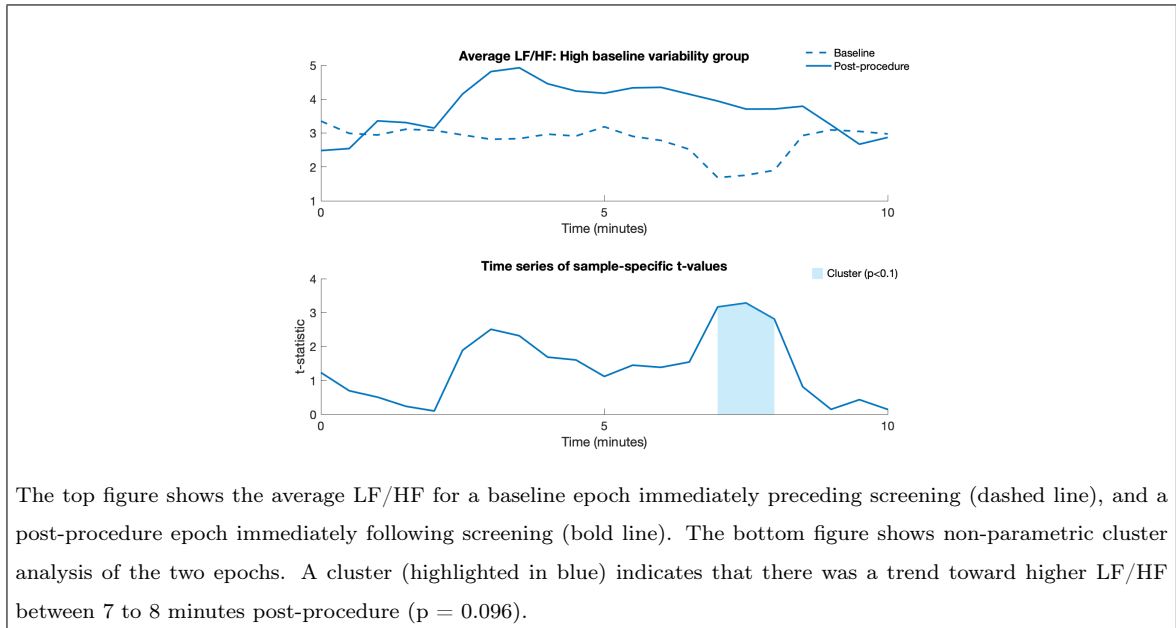 Average LF/HF: High baseline variability group
Baseline
Post-procedure
5
4
3
2
1
0
5
10
Time (minutes)
Time series of sample-specific t-values
Cluster (p<0.1)
4
3
2
1
0
t-statistic
0
5
10
Time (minutes)
The top figure shows the average LF/HF for a baseline epoch immediately preceding screening (dashed line), and a
post-procedure epoch immediately following screening (bold line). The bottom figure shows non-parametric cluster
analysis of the two epochs. A cluster (highlighted in blue) indicates that there was a trend toward higher LF/HF
between 7 to 8 minutes post-procedure (p = 0.096).